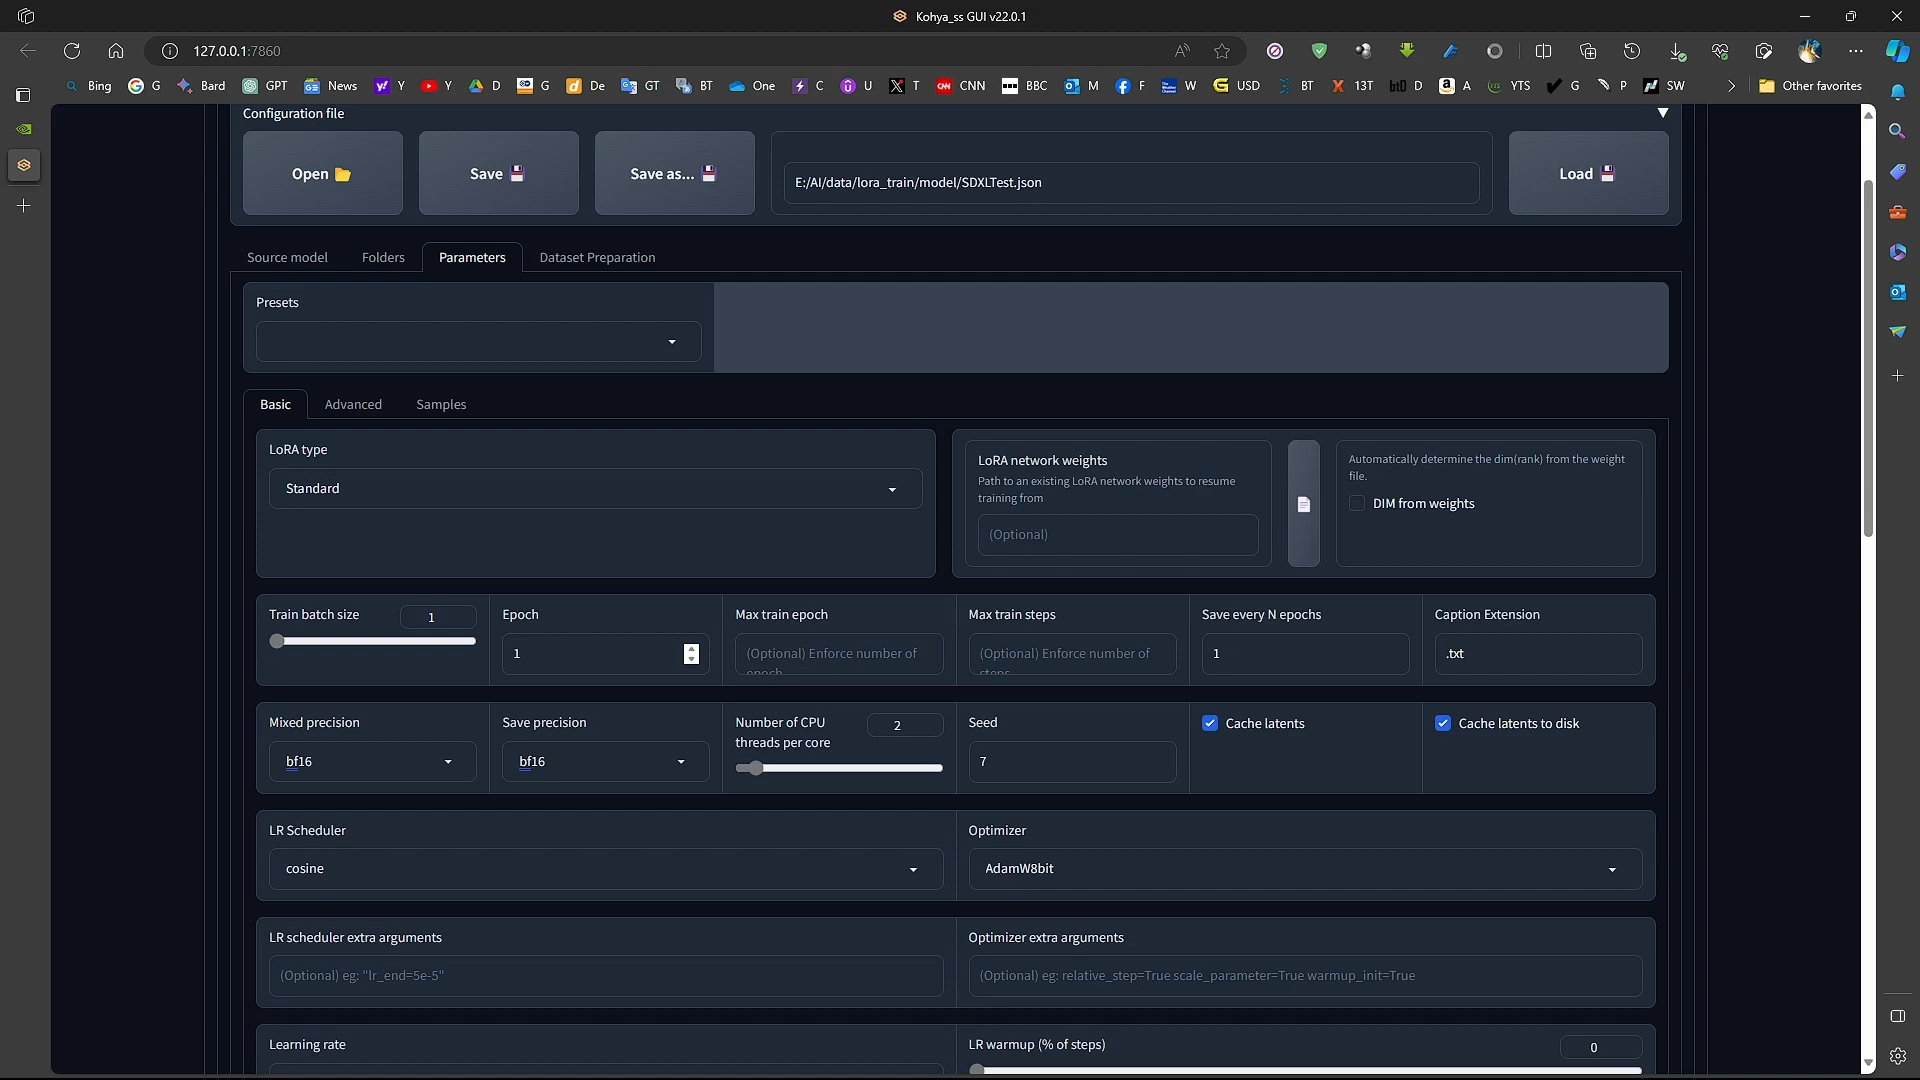 Kohya_ss GUI v22.0.1
127.0.0.1:7860
Bing G Bard GPT News Y Y D G De GT BT One C U T CNN BBC M F W USD BT 13T D A YTS G P SW Other favorites
Configuration file ▼
Open Save Save as... E:/AI/data/lora_train/model/SDXLTest.json Load
Source model Folders Parameters Dataset Preparation
Presets
Basic Advanced Samples
LoRA type
Standard
LoRA network weights
Path to an existing LoRA network weights to resume
training from
(Optional)
Automatically determine the dim(rank) from the weight
file.
DIM from weights
Train batch size 1
Epoch
1
Max train epoch
(Optional) Enforce number of
epoch
Max train steps
(Optional) Enforce number of
steps
Save every N epochs
1
Caption Extension
.txt
Mixed precision
bf16
Save precision
bf16
Number of CPU
threads per core
2
Seed
7
Cache latents
Cache latents to disk
LR Scheduler
cosine
Optimizer
AdamW8bit
LR scheduler extra arguments
(Optional) eg: "lr_end=5e-5"
Optimizer extra arguments
(Optional) eg: relative_step=True scale_parameter=True warmup_init=True
Learning rate
LR warmup (% of steps) 0